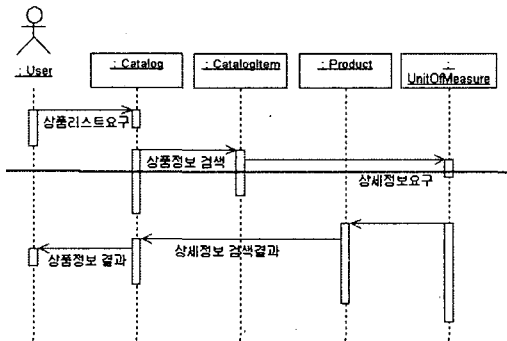 : User
: Catalog
: CatalogItem
: Product
:
UnitOfMeasure
상품리스트요구
상품정보 검색
상세정보요구
상세정보 검색결과
상품정보 결과